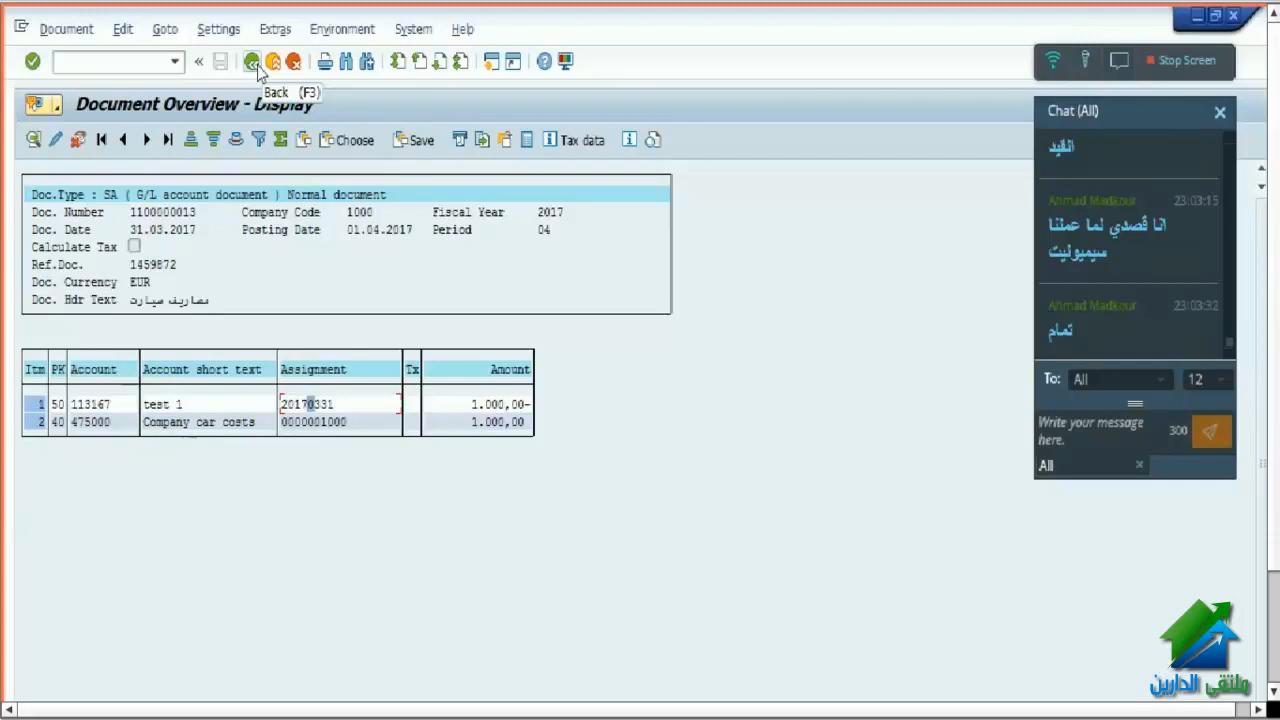 Document Edit Goto Settings Extras Environment System Help
Stop Screen
Back (F3)
Document Overview - Display
Choose Save Tax data
Doc.Type : SA ( G/L account document ) Normal document
Doc. Number 1100000013 Company Code 1000 Fiscal Year 2017
Doc. Date 31.03.2017 Posting Date 01.04.2017 Period 04
Calculate Tax
Ref.Doc. 1459872
Doc. Currency EUR
Doc. Hdr Text مصاريف سيارت
Itm PK Account Account short text Assignment Tx Amount
1 50 113167 test 1 20170331 1.000,00-
2 40 475000 Company car costs 0000001000 1.000,00
Chat (All)
القيد
Ahmad Madkour 23:03:15
انا قصدي لما عملنا
سيميوليت
Ahmad Madkour 23:03:32
تمام
To: All 12
Write your message
here. 300
All
ملتقى الدارين